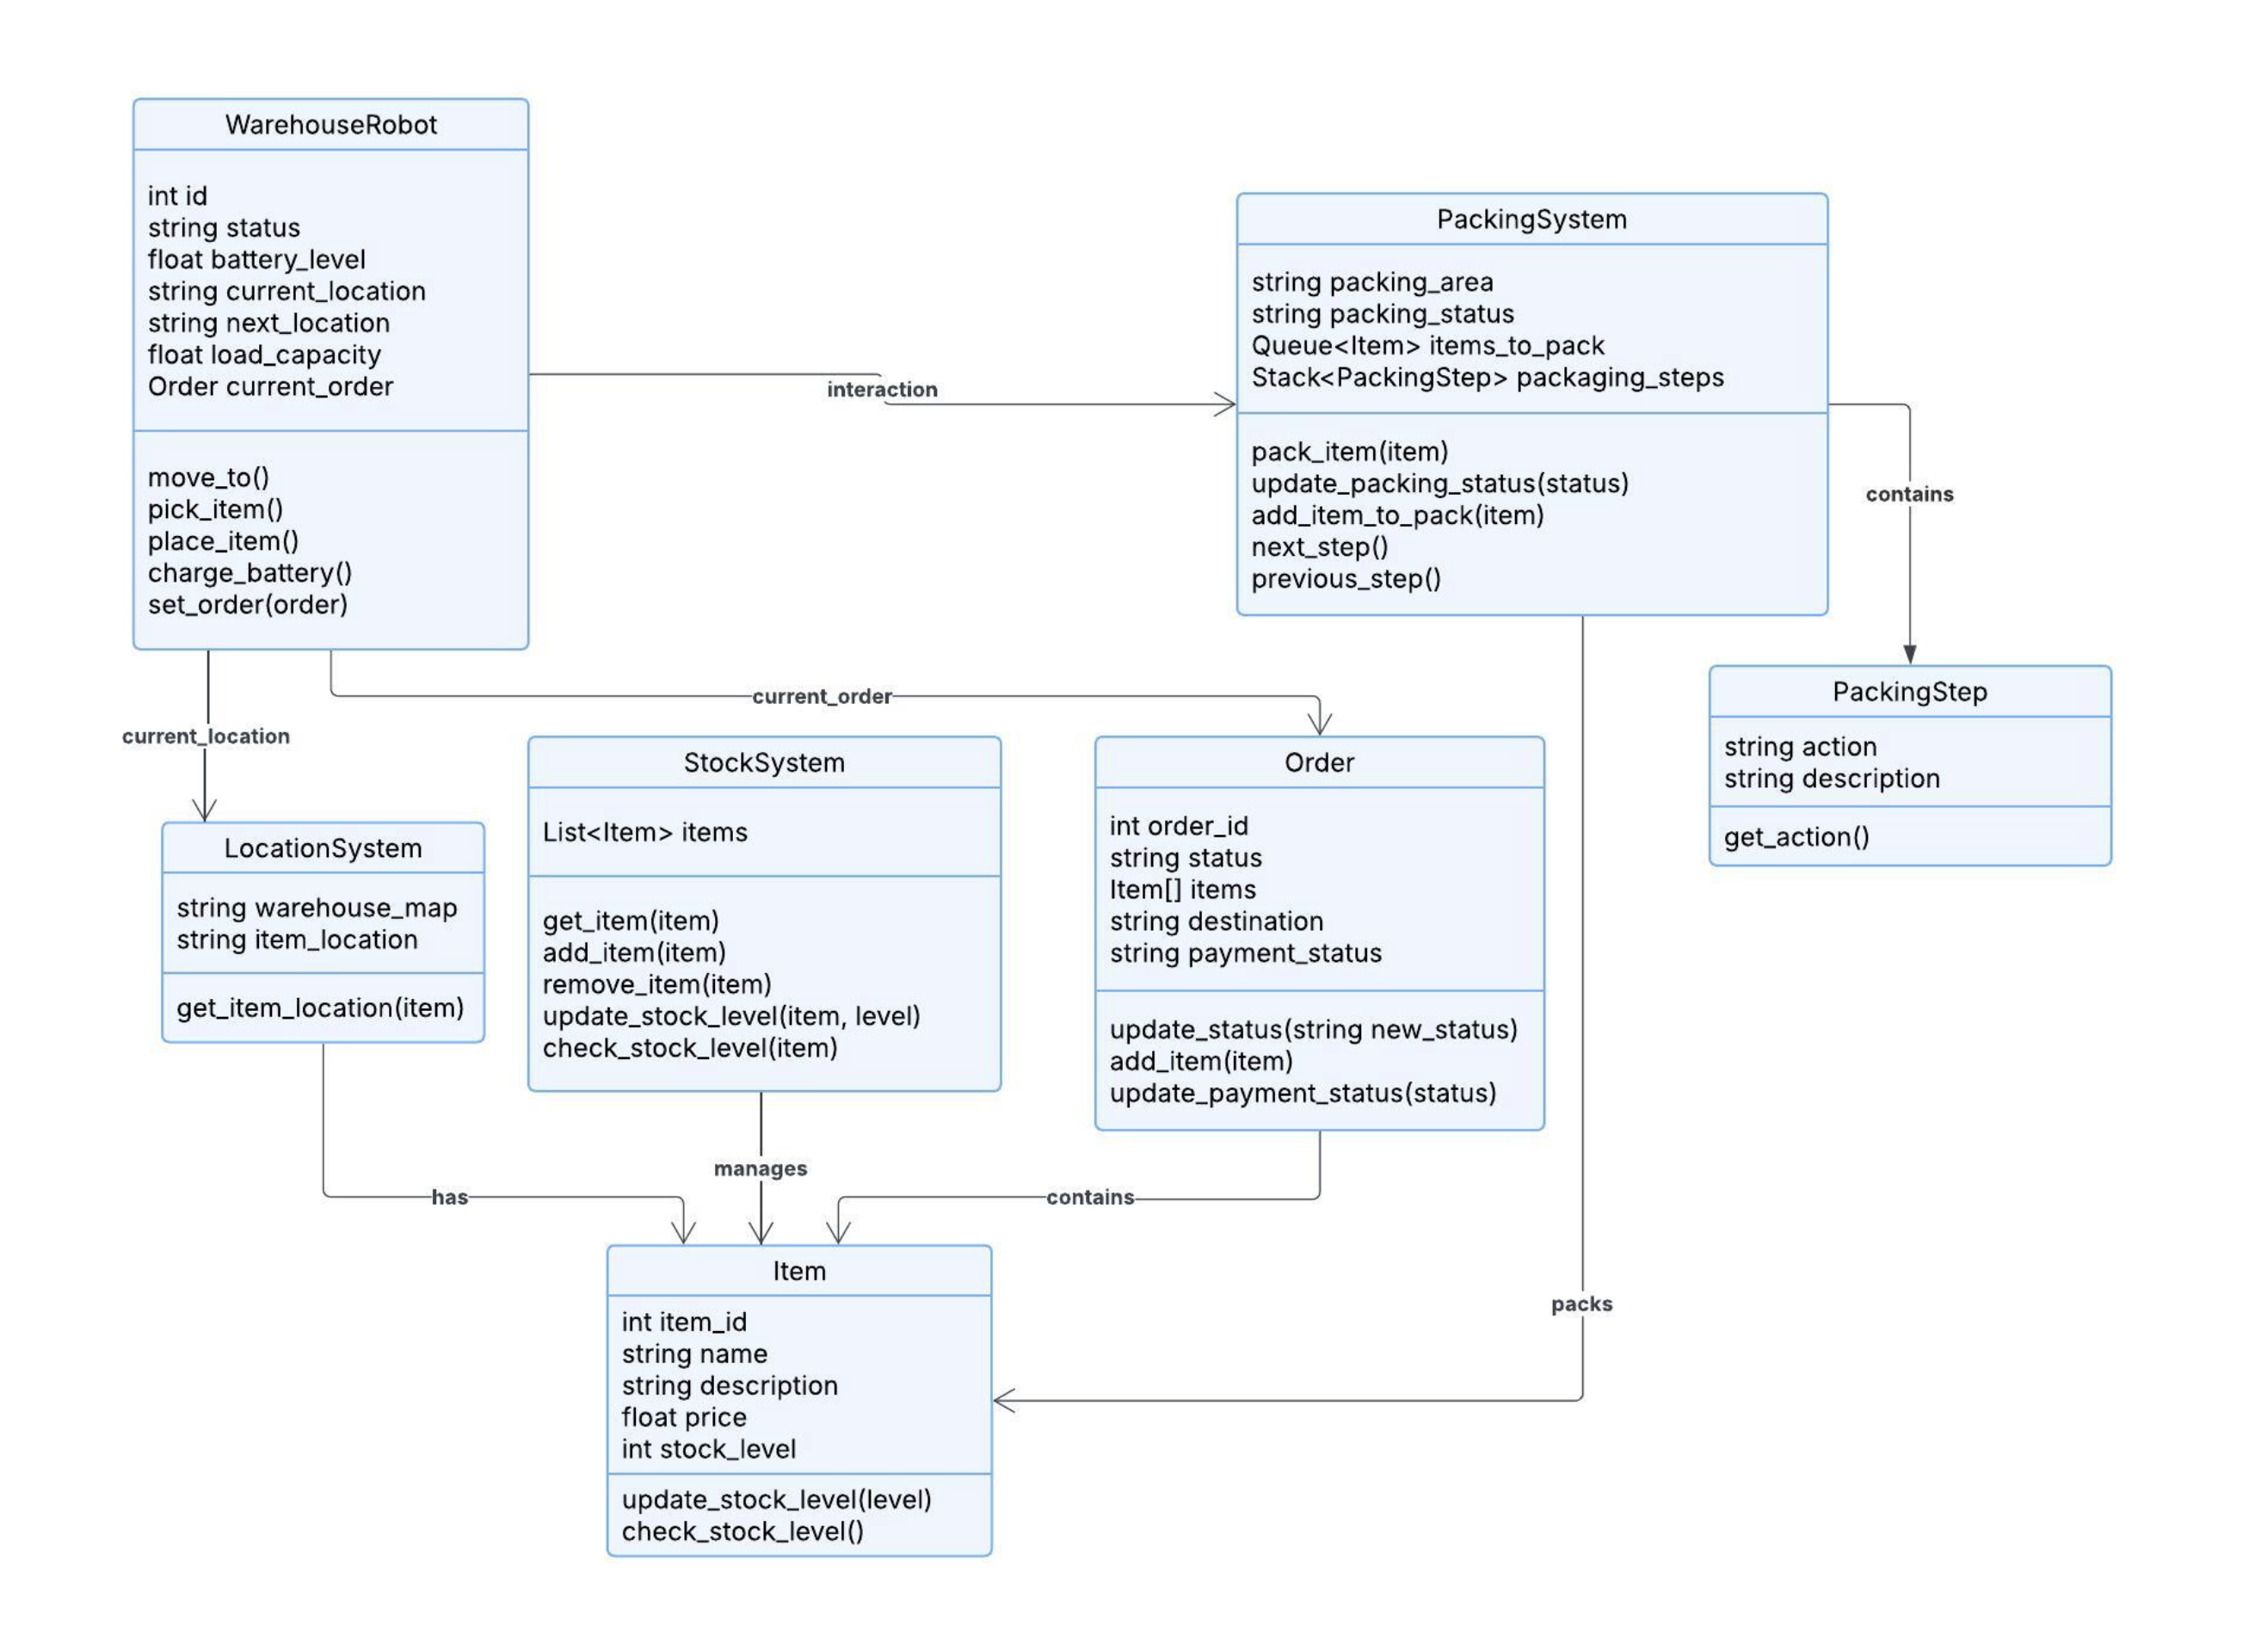 WarehouseRobot
int id
string status
float battery_level
string current_location
string next_location
float load_capacity
Order current_order
move_to()
pick_item()
place_item()
charge_battery()
set_order(order)
interaction
PackingSystem
string packing_area
string packing_status
Queue<Item> items_to_pack
Stack<PackingStep> packaging_steps
pack_item(item)
update_packing_status(status)
add_item_to_pack(item)
next_step()
previous_step()
contains
PackingStep
string action
string description
get_action()
current_order
current_location
LocationSystem
string warehouse_map
string item_location
get_item_location(item)
StockSystem
List<Item> items
get_item(item)
add_item(item)
remove_item(item)
update_stock_level(item, level)
check_stock_level(item)
Order
int order_id
string status
Item[] items
string destination
string payment_status
update_status(string new_status)
add_item(item)
update_payment_status(status)
has
manages
contains
packs
Item
int item_id
string name
string description
float price
int stock_level
update_stock_level(level)
check_stock_level()